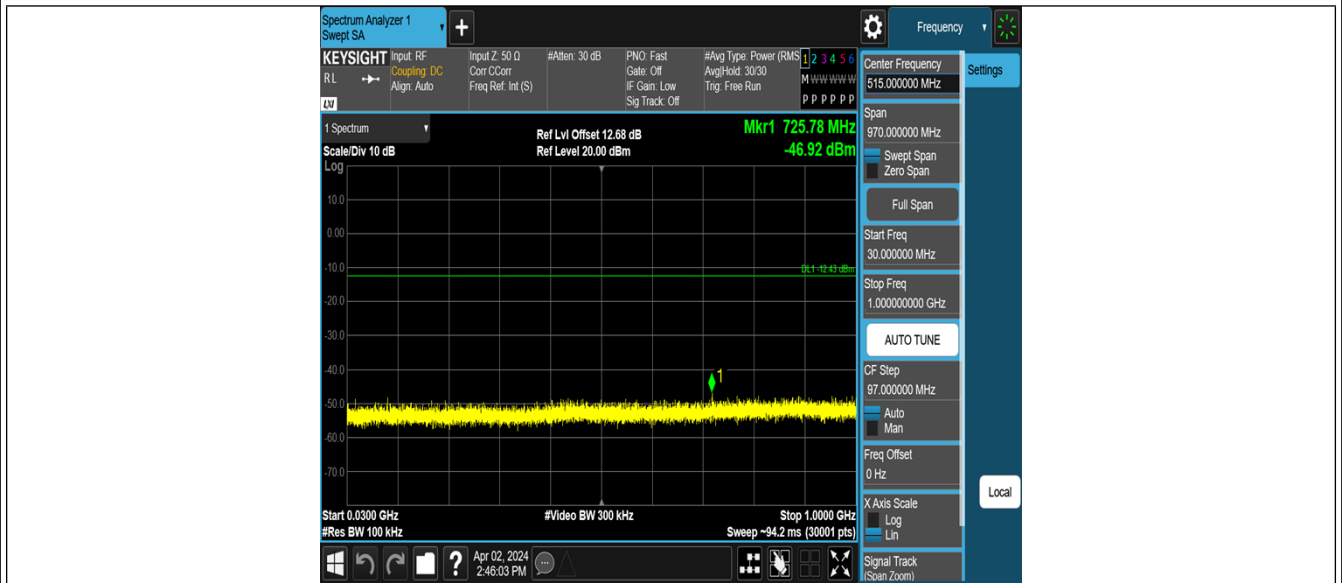 Spectrum Analyzer 1
Swept SA
+
Frequency
KEYSIGHT
RL
LXI
Input: RF
Coupling: DC
Align: Auto
Input Z: 50 Ω
Corr CCorr
Freq Ref: Int (S)
#Atten: 30 dB
PNO: Fast
Gate: Off
IF Gain: Low
Sig Track: Off
#Avg Type: Power (RMS
Avg|Hold: 30/30
Trig: Free Run
1 2 3 4 5 6
M W W W W W
P P P P P P
1 Spectrum
Scale/Div 10 dB
Log
Ref Lvl Offset 12.68 dB
Ref Level 20.00 dBm
Mkr1 725.78 MHz
-46.92 dBm
10.0
0.00
-10.0
DL1 -12.43 dBm
-20.0
-30.0
-40.0
1
-50.0
-60.0
-70.0
Start 0.0300 GHz
#Video BW 300 kHz
Stop 1.0000 GHz
#Res BW 100 kHz
Sweep ~94.2 ms (30001 pts)
?
Apr 02, 2024
2:46:03 PM
Center Frequency
515.000000 MHz
Settings
Span
970.000000 MHz
Swept Span
Zero Span
Full Span
Start Freq
30.000000 MHz
Stop Freq
1.000000000 GHz
AUTO TUNE
CF Step
97.000000 MHz
Auto
Man
Freq Offset
0 Hz
Local
X Axis Scale
Log
Lin
Signal Track
(Span Zoom)